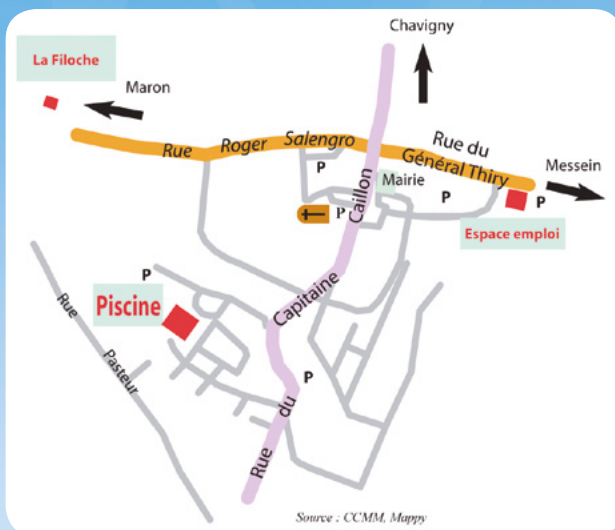 Chavigny
La Filoche
Maron
Rue Roger Salengro
Rue du
Général Thiry
Messein
P
Mairie
P
P
P
Espace emploi
Rue du Capitaine Caillon
P
Piscine
Rue Pasteur
P
Source : CCMM, Mappy